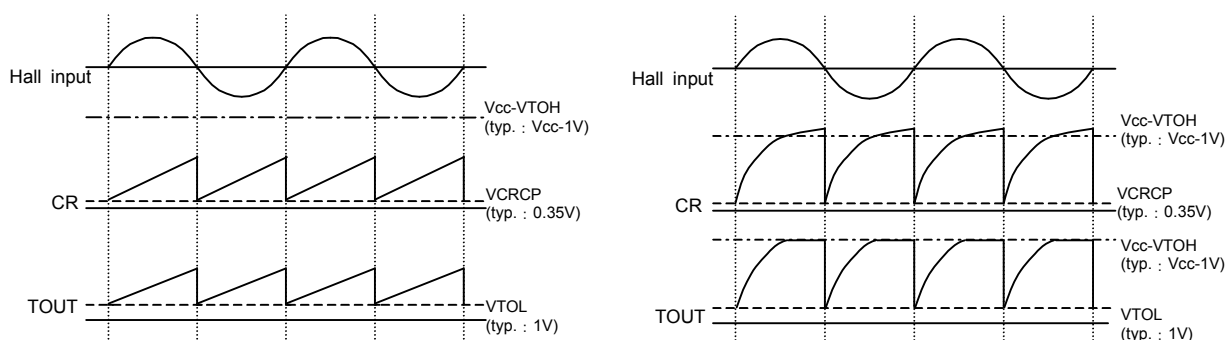 Hall input
Vcc-VTOH
(typ. : Vcc-1V)
CR
VCRCP
(typ. : 0.35V)
TOUT
VTOL
(typ. : 1V)
Hall input
Vcc-VTOH
(typ. : Vcc-1V)
CR
VCRCP
(typ. : 0.35V)
Vcc-VTOH
(typ. : Vcc-1V)
TOUT
VTOL
(typ. : 1V)